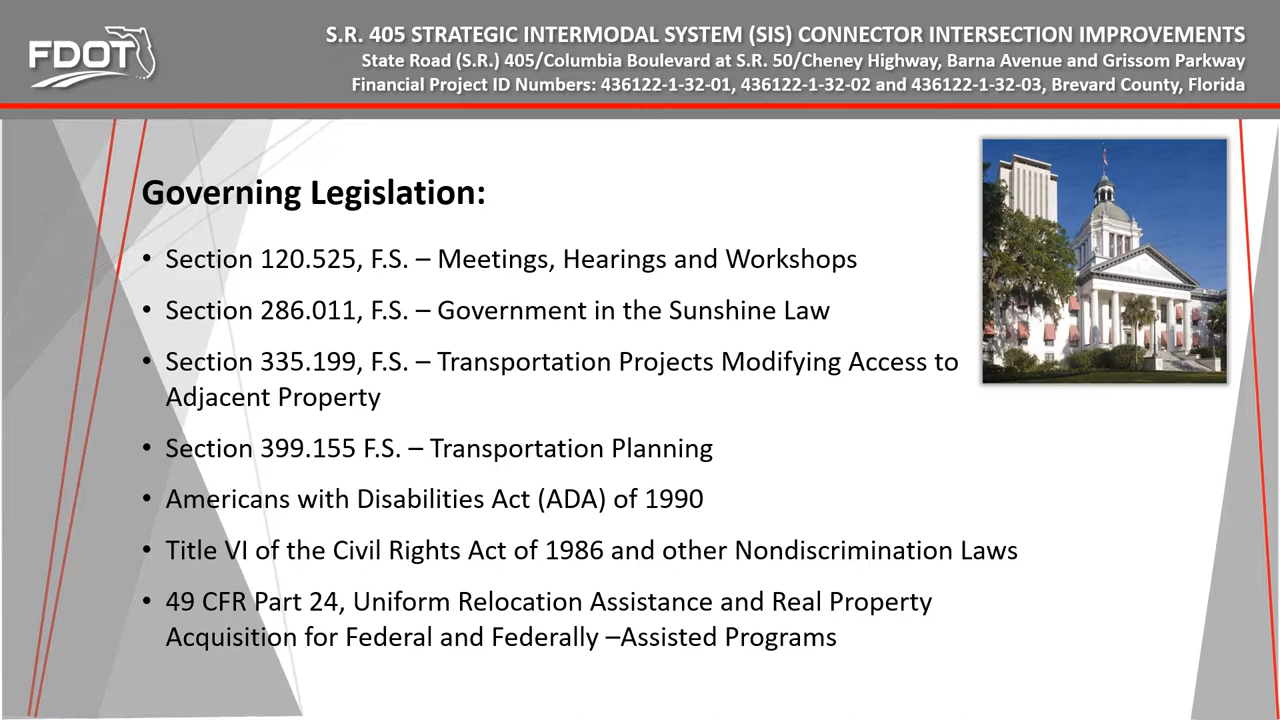 FDOT
S.R. 405 STRATEGIC INTERMODAL SYSTEM (SIS) CONNECTOR INTERSECTION IMPROVEMENTS
State Road (S.R.) 405/Columbia Boulevard at S.R. 50/Cheney Highway, Barna Avenue and Grissom Parkway
Financial Project ID Numbers: 436122-1-32-01, 436122-1-32-02 and 436122-1-32-03, Brevard County, Florida
Governing Legislation:
• Section 120.525, F.S. – Meetings, Hearings and Workshops
• Section 286.011, F.S. – Government in the Sunshine Law
• Section 335.199, F.S. – Transportation Projects Modifying Access to
Adjacent Property
• Section 399.155 F.S. – Transportation Planning
• Americans with Disabilities Act (ADA) of 1990
• Title VI of the Civil Rights Act of 1986 and other Nondiscrimination Laws
• 49 CFR Part 24, Uniform Relocation Assistance and Real Property
Acquisition for Federal and Federally –Assisted Programs